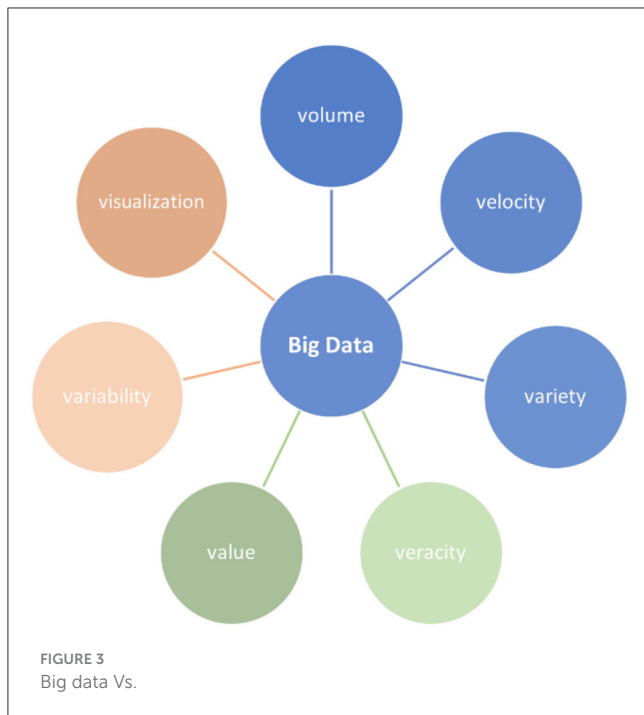 volume
velocity
variety
veracity
value
variability
visualization
Big Data
FIGURE 3
Big data Vs.